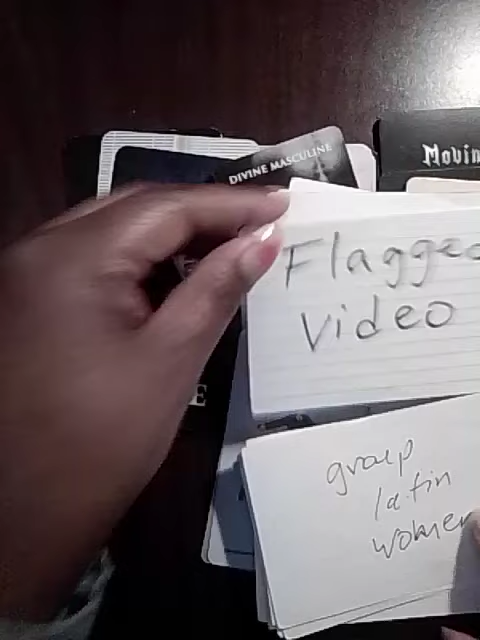 DIVINE MASCULINE
Movin
Flagged
Video
E
group
latin
women